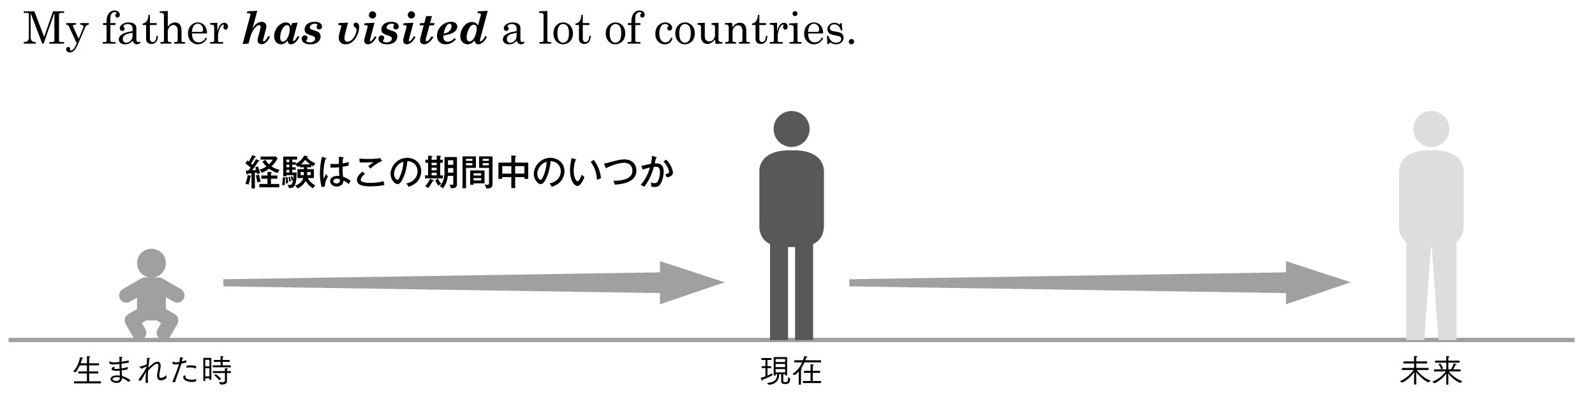 My father has visited a lot of countries.
経験はこの期間中のいつか
生まれた時
現在
未来